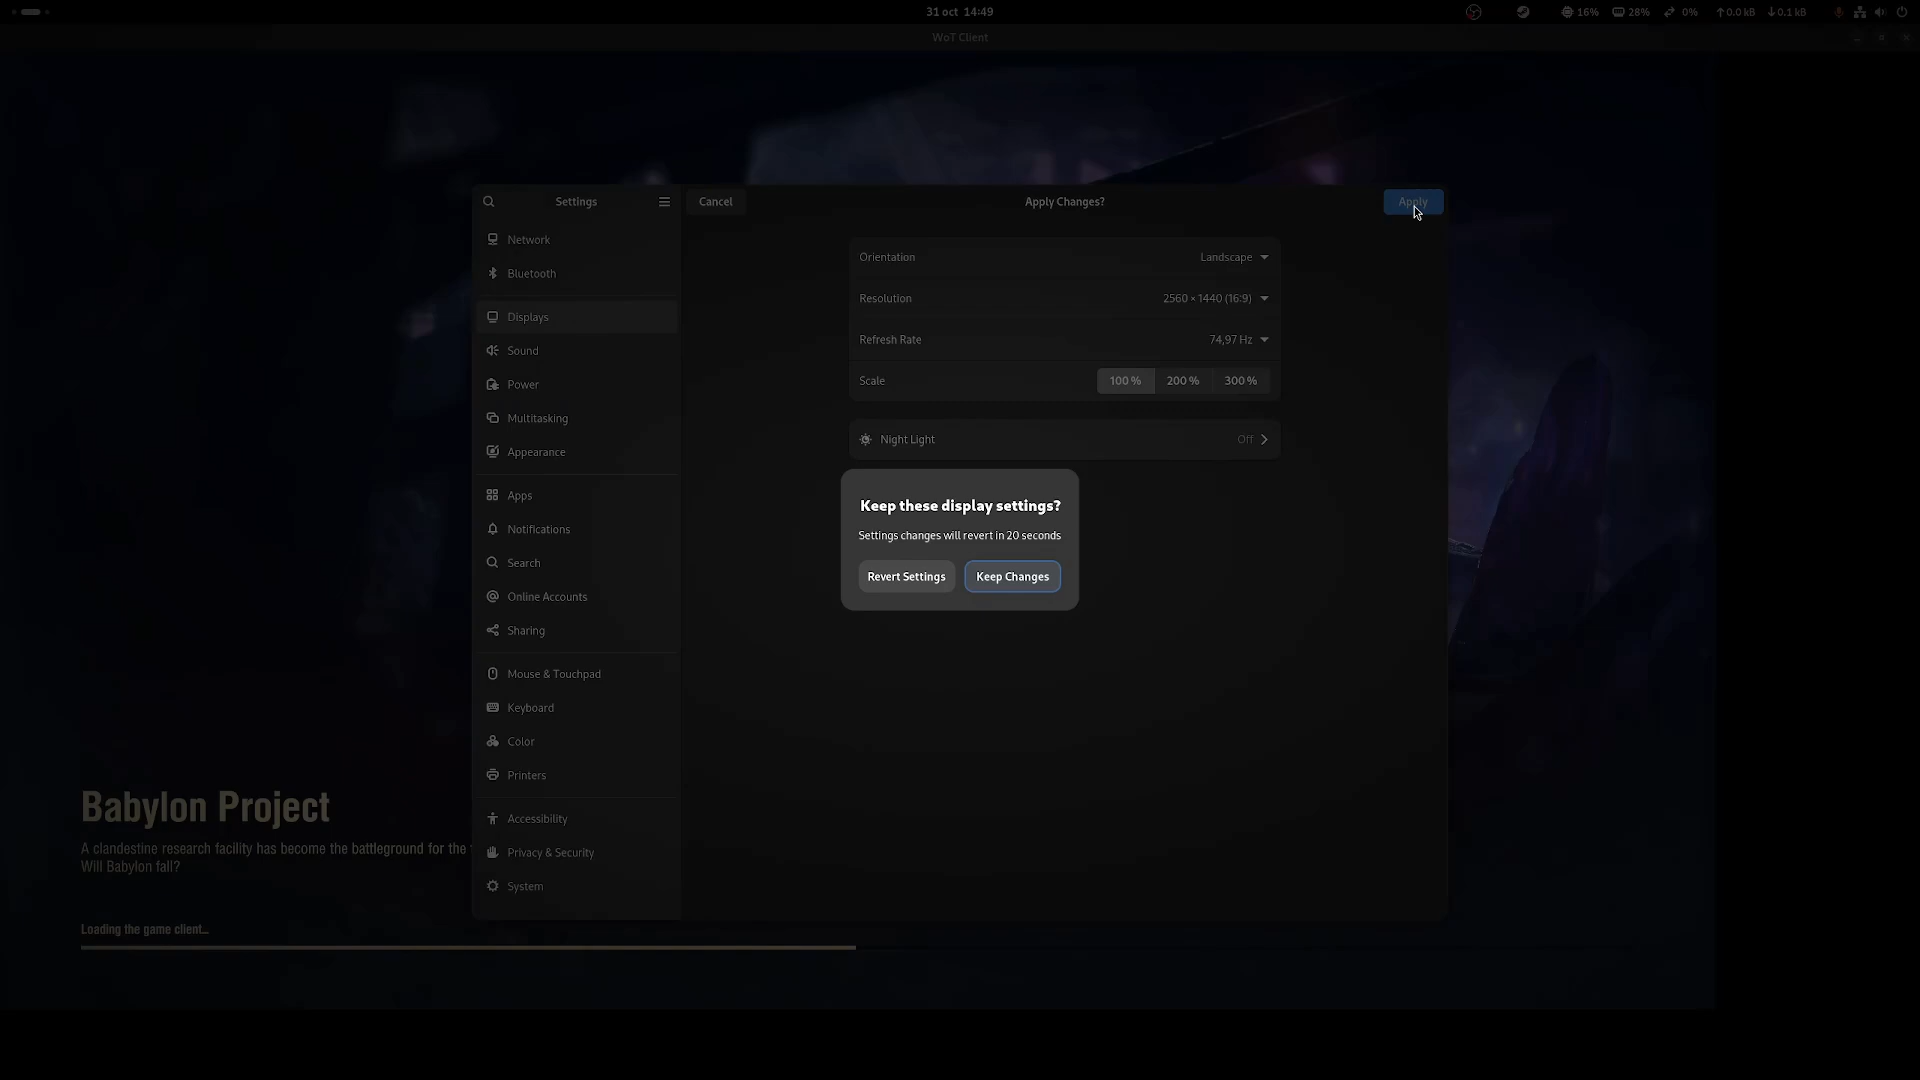 31 oct 14:49
16% 28% 0% 0.0 kB 0.1 kB
WoT Client
Settings
Cancel
Apply Changes?
Apply
Network
Bluetooth
Displays
Sound
Power
Multitasking
Appearance
Apps
Notifications
Search
Online Accounts
Sharing
Mouse & Touchpad
Keyboard
Color
Printers
Accessibility
Privacy & Security
System
Orientation Landscape
Resolution 2560 × 1440 (16:9)
Refresh Rate 74,97 Hz
Scale 100 % 200 % 300 %
Night Light Off
Keep these display settings?
Settings changes will revert in 20 seconds
Revert Settings Keep Changes
Babylon Project
A clandestine research facility has become the battleground for the
Will Babylon fall?
Loading the game client...